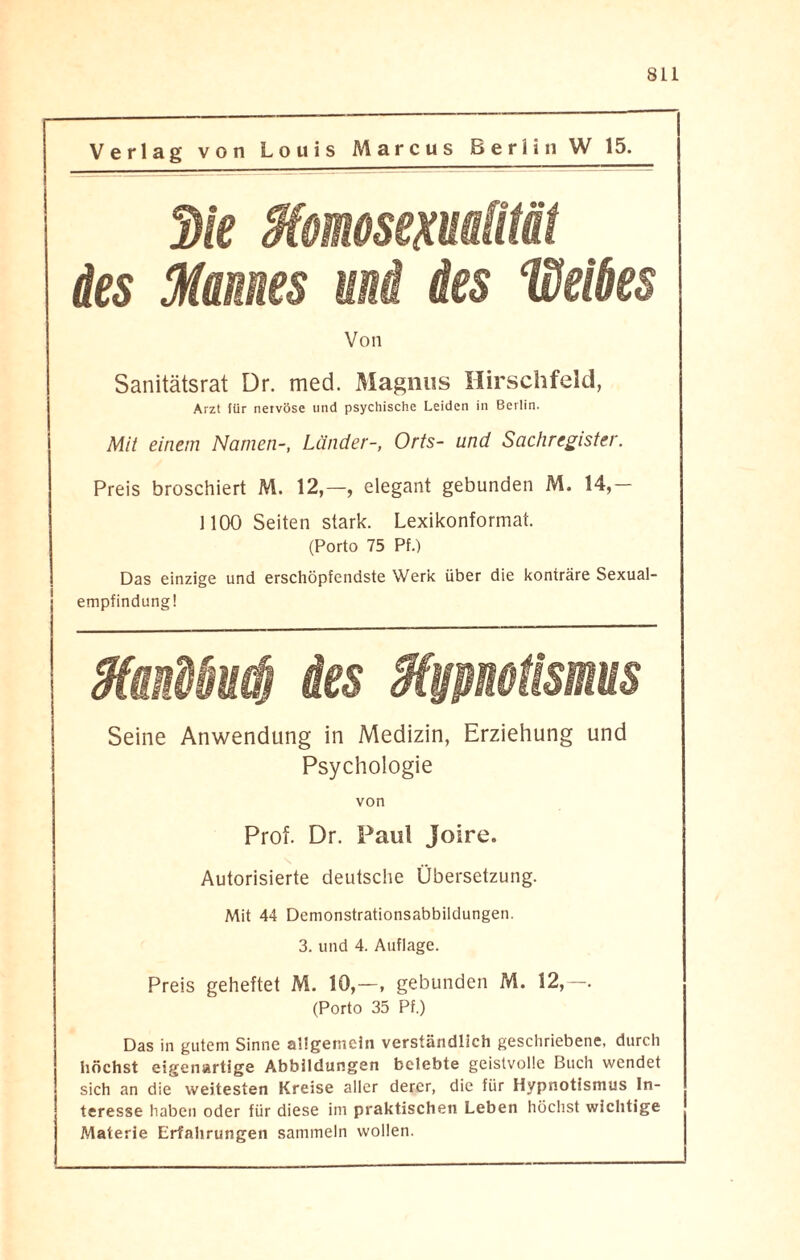 811
Verlag von Louis Marcus Berlin W 15.
Die Homosexualität
des Mannes und des Weibes
Von
Sanitätsrat Dr. med. Magnus Hirschfeld,
Arzt für nervöse und psychische Leiden in Berlin.
Mit einem Namen-, Länder-, Orts- und Sachregister.
Preis broschiert M. 12,—, elegant gebunden M. 14,—
1100 Seiten stark. Lexikonformat.
(Porto 75 Pf.)
Das einzige und erschöpfendste Werk über die konträre Sexual-
empfindung!
Handbuch des Hypnotismus
Seine Anwendung in Medizin, Erziehung und
Psychologie
von
Prof. Dr. Paul Joire.
Autorisierte deutsche Übersetzung.
Mit 44 Demonstrationsabbildungen.
3. und 4. Auflage.
Preis geheftet M. 10,—, gebunden M. 12,—.
(Porto 35 Pf.)
Das in gutem Sinne allgemein verständlich geschriebene, durch
höchst eigenartige Abbildungen belebte geistvolle Buch wendet
sich an die weitesten Kreise aller derer, die für Hypnotismus In-
teresse haben oder für diese im praktischen Leben höchst wichtige
Materie Erfahrungen sammeln wollen.